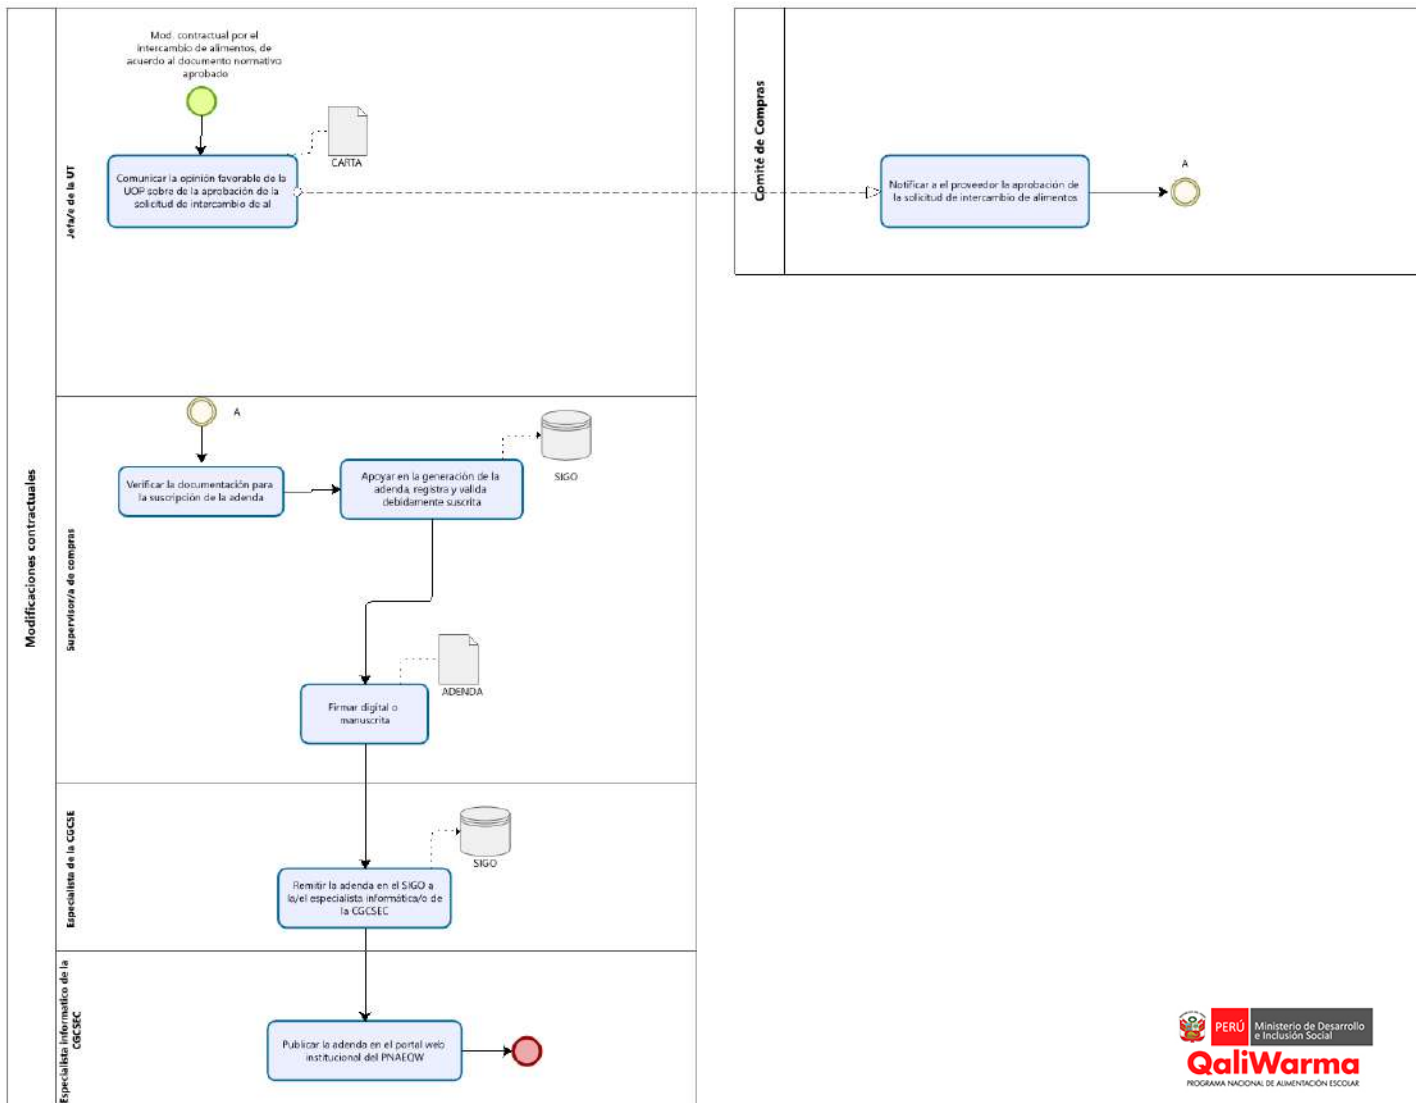 Modificaciones contractuales
Jefa/e de la UT
Mod. contractual por el
intercambio de alimentos, de
acuerdo al documento normativo
aprobado
CARTA
Comunicar la opinión favorable de la
UOP sobre de la aprobación de la
solicitud de intercambio de al
Comité de Compras
Notificar a el proveedor la aprobación de
la solicitud de intercambio de alimentos
A
Supervisor/a de compras
A
Verificar la documentación para
la suscripción de la adenda
Apoyar en la generación de la
adenda, registra y valida
debidamente suscrita
SIGO
ADENDA
Firmar digital o
manuscrita
Especialista de la CGCSE
SIGO
Remitir la adenda en el SIGO a
la/el especialista informática/o de
la CGCSEC
Especialista informatico de la
CGCSEC
Publicar la adenda en el portal web
institucional del PNAEQW
PERÚ
Ministerio de Desarrollo
e Inclusión Social
QaliWarma
PROGRAMA NACIONAL DE ALIMENTACIÓN ESCOLAR